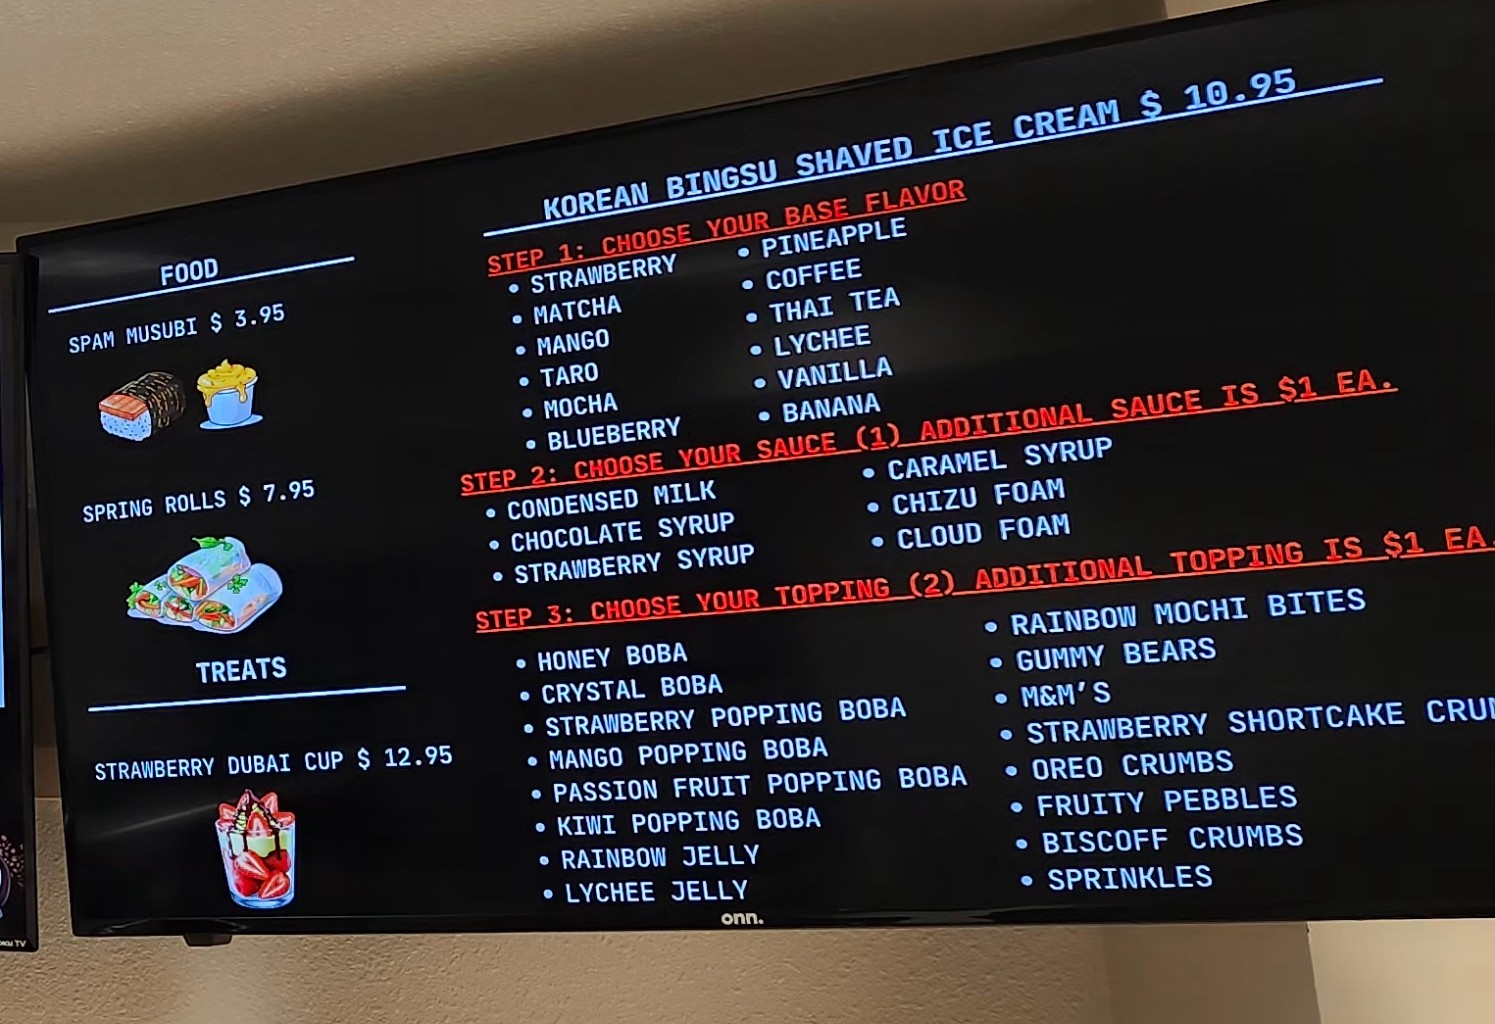 FOOD
SPAM MUSUBI $ 3.95
SPRING ROLLS $ 7.95
TREATS
STRAWBERRY DUBAI CUP $ 12.95
KOREAN BINGSU SHAVED ICE CREAM $ 10.95
STEP 1: CHOOSE YOUR BASE FLAVOR
• STRAWBERRY
• MATCHA
• MANGO
• TARO
• MOCHA
• BLUEBERRY
• PINEAPPLE
• COFFEE
• THAI TEA
• LYCHEE
• VANILLA
• BANANA
STEP 2: CHOOSE YOUR SAUCE (1) ADDITIONAL SAUCE IS $1 EA.
• CONDENSED MILK
• CHOCOLATE SYRUP
• STRAWBERRY SYRUP
• CARAMEL SYRUP
• CHIZU FOAM
• CLOUD FOAM
STEP 3: CHOOSE YOUR TOPPING (2) ADDITIONAL TOPPING IS $1 EA.
• HONEY BOBA
• CRYSTAL BOBA
• STRAWBERRY POPPING BOBA
• MANGO POPPING BOBA
• PASSION FRUIT POPPING BOBA
• KIWI POPPING BOBA
• RAINBOW JELLY
• LYCHEE JELLY
• RAINBOW MOCHI BITES
• GUMMY BEARS
• M&M'S
• STRAWBERRY SHORTCAKE
• OREO CRUMBS
• FRUITY PEBBLES
• BISCOFF CRUMBS
• SPRINKLES
onn.
TV